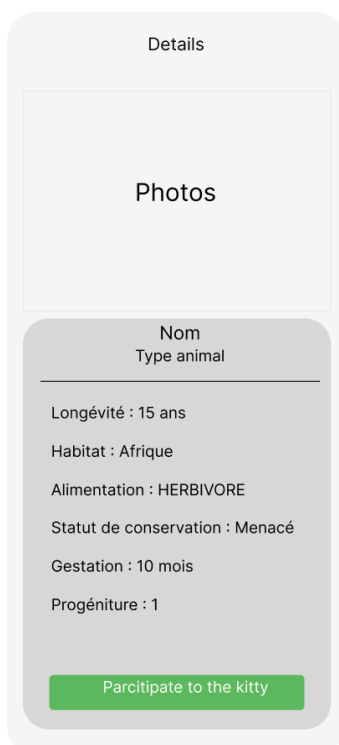 Details
Photos
Nom
Type animal
Longévité : 15 ans
Habitat : Afrique
Alimentation : HERBIVORE
Statut de conservation : Menacé
Gestation : 10 mois
Progéniture : 1
Parcitipate to the kitty